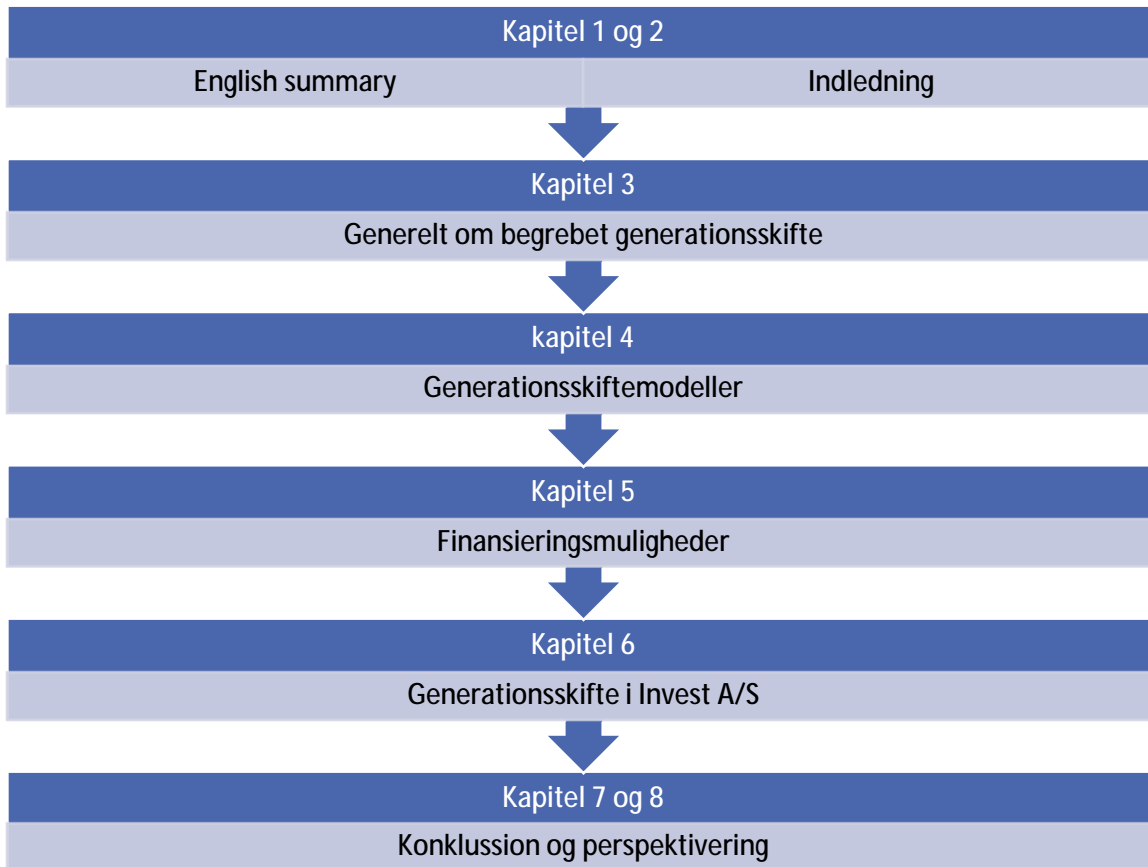 Kapitel 1 og 2
English summary
Indledning
Kapitel 3
Generelt om begrebet generationsskifte
kapitel 4
Generationsskiftemodeller
Kapitel 5
Finansieringsmuligheder
Kapitel 6
Generationsskifte i Invest A/S
Kapitel 7 og 8
Konklussion og perspektivering